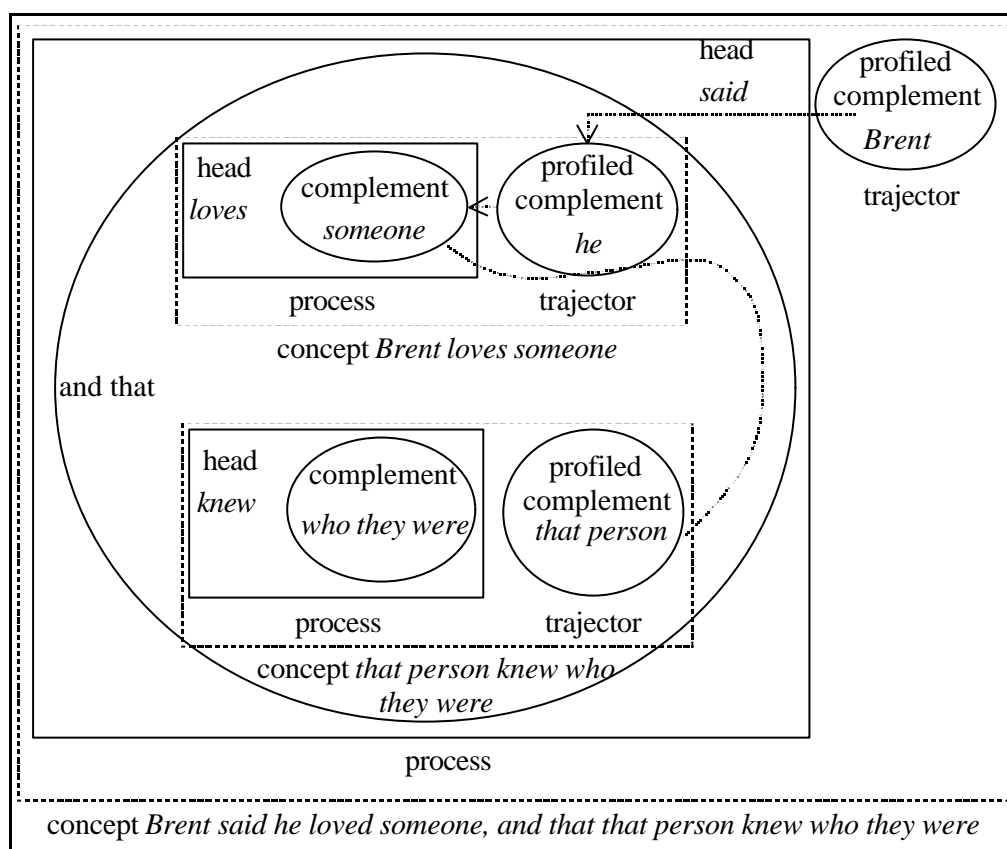 head
said
profiled
complement
Brent
trajector
head
loves
complement
someone
profiled
complement
he
process
trajector
concept Brent loves someone
and that
head
knew
complement
who they were
profiled
complement
that person
process
trajector
concept that person knew who
they were
process
concept Brent said he loved someone, and that that person knew who they were